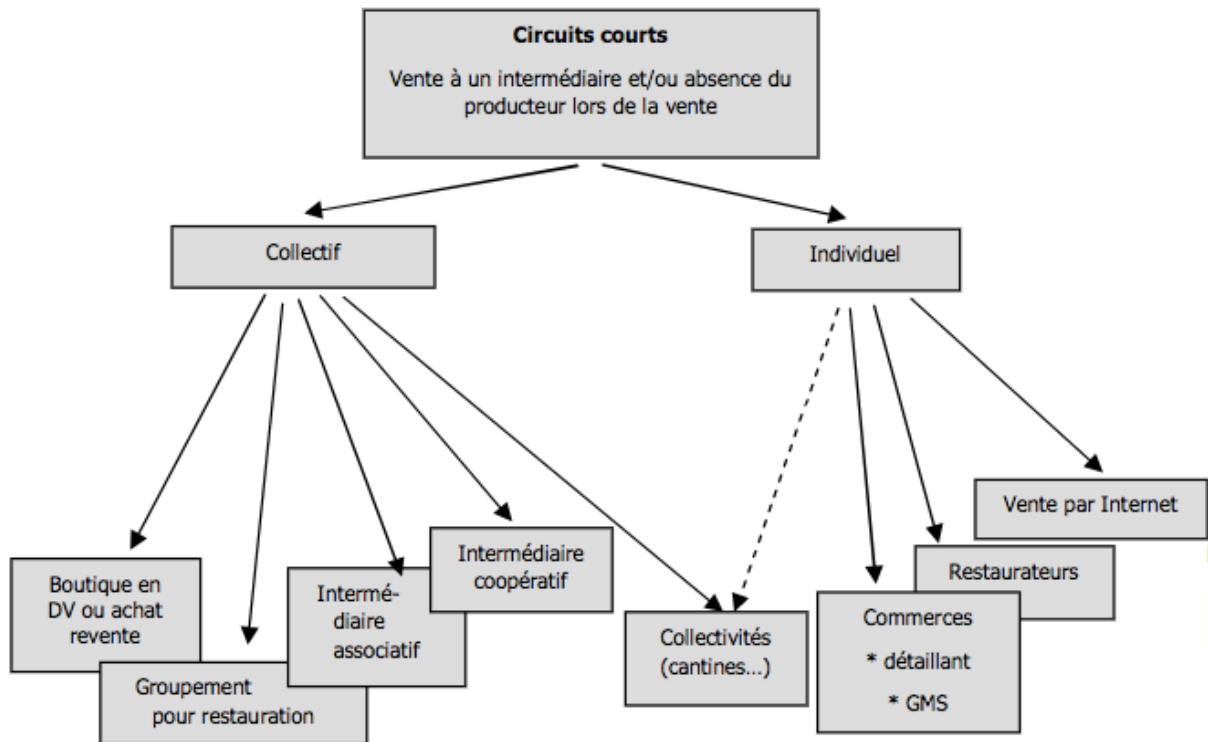 Circuits courts
Vente à un intermédiaire et/ou absence du
producteur lors de la vente
Collectif
Individuel
Boutique en
DV ou achat
revente
Groupement
pour restauration
Intermé-
diaire
associatif
Intermédiaire
coopératif
Collectivités
(cantines...)
Commerces
* détaillant
* GMS
Restaurateurs
Vente par Internet